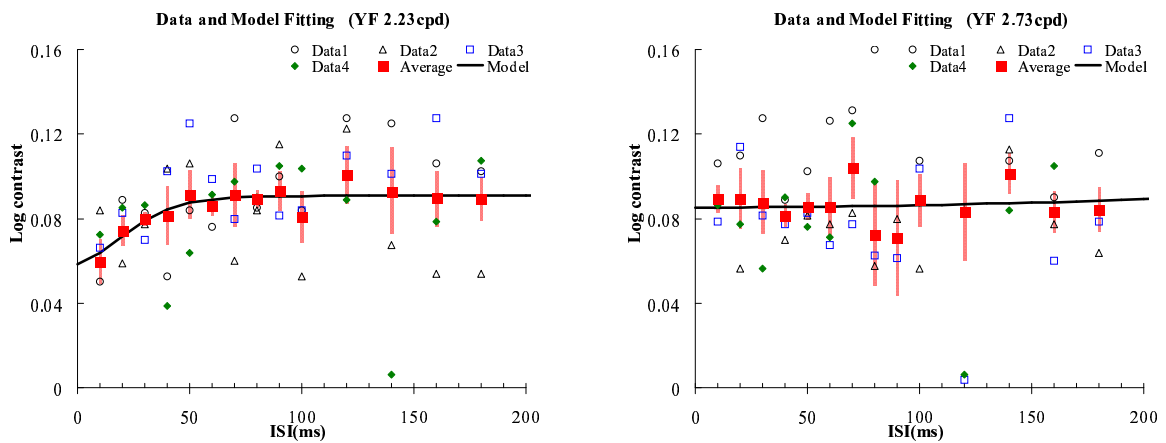 Data and Model Fitting (YF 2.23cpd)
0.16
Data1 Data2 Data3
Data4 Average Model
0.12
0.08
0.04
0
Log contrast
0 50 100 150 200
ISI(ms)
Data and Model Fitting (YF 2.73cpd)
0.16
Data1 Data2 Data3
Data4 Average Model
0.12
0.08
0.04
0
Log contrast
0 50 100 150 200
ISI(ms)